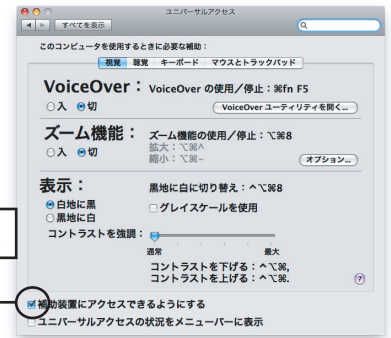 ユニバーサルアクセス
すべてを表示
このコンピュータを使用するときに必要な補助：
視覚 聴覚 キーボード マウスとトラックパッド
VoiceOver： VoiceOver の使用／停止：⌘fn F5
入 切 VoiceOver ユーティリティを開く...
ズーム機能： ズーム機能の使用／停止：⌥⌘8
入 切 拡大：⌥⌘^
縮小：⌥⌘- オプション...
表示： 黒地に白に切り替え：^⌥⌘8
白地に黒 グレイスケールを使用
黒地に白
コントラストを強調：
通常 最大
コントラストを下げる：^⌥⌘,
コントラストを上げる：^⌥⌘.
?
補助装置にアクセスできるようにする
ユニバーサルアクセスの状況をメニューバーに表示